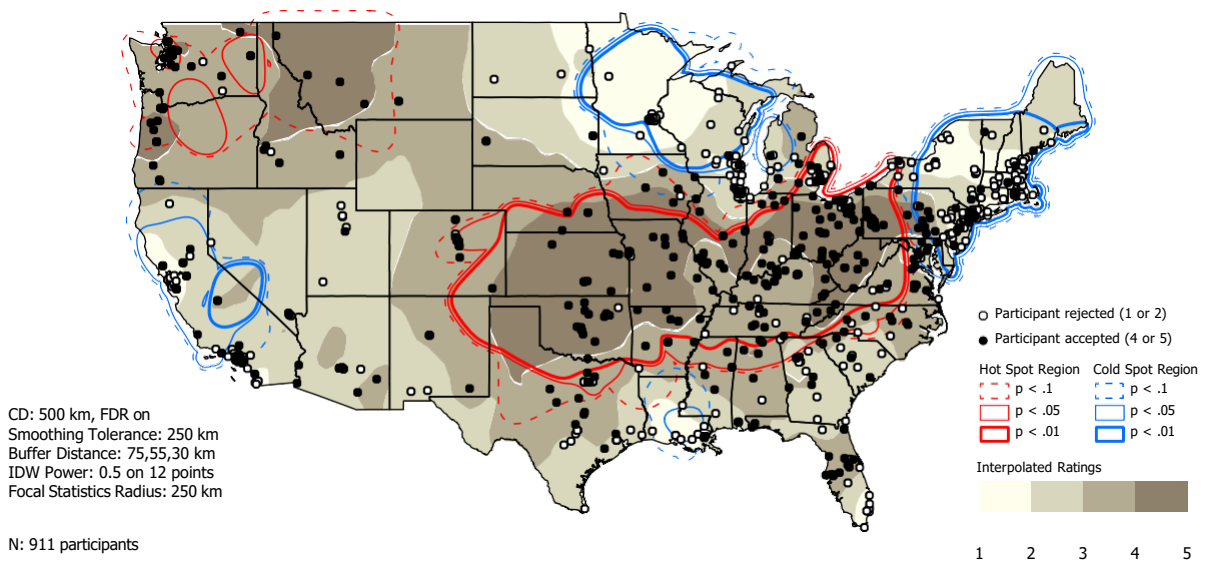 Participant rejected (1 or 2)
Participant accepted (4 or 5)
Hot Spot Region Cold Spot Region
p < .1 p < .1
p < .05 p < .05
p < .01 p < .01
CD: 500 km, FDR on
Smoothing Tolerance: 250 km
Buffer Distance: 75,55,30 km
IDW Power: 0.5 on 12 points
Focal Statistics Radius: 250 km
N: 911 participants
Interpolated Ratings
1 2 3 4 5